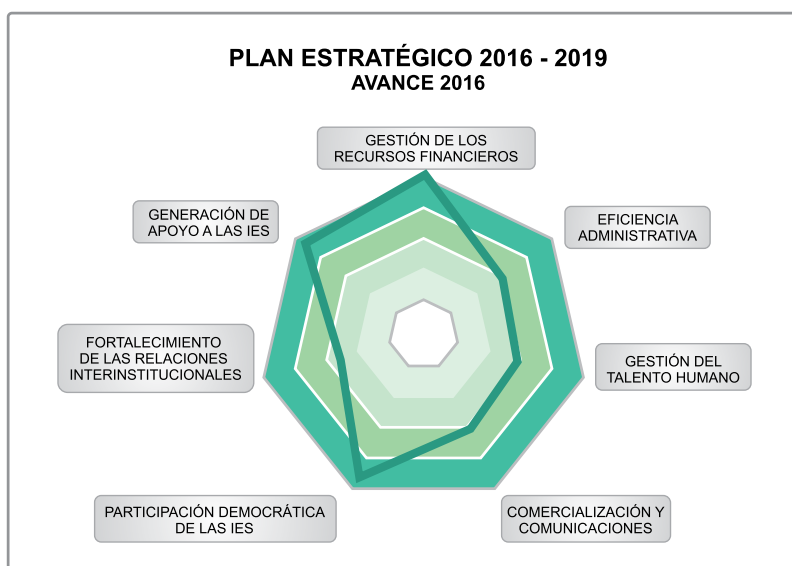 PLAN ESTRATÉGICO 2016 - 2019
AVANCE 2016
GESTIÓN DE LOS
RECURSOS FINANCIEROS
GENERACIÓN DE
APOYO A LAS IES
EFICIENCIA
ADMINISTRATIVA
FORTALECIMIENTO
DE LAS RELACIONES
INTERINSTITUCIONALES
GESTIÓN DEL
TALENTO HUMANO
PARTICIPACIÓN DEMOCRÁTICA
DE LAS IES
COMERCIALIZACIÓN Y
COMUNICACIONES